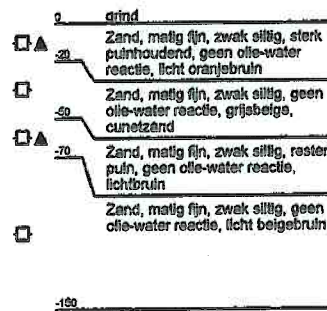 0 grind
Zand, matig fijn, zwak siltig, sterk
puinhoudend, geen olie-water
-20
reactie, licht oranjebruin
Zand, matig fijn, zwak siltig, geen
olie-water reactie, grijsbeige,
-50
cunetzand
Zand, matig fijn, zwak siltig, resten
-70
puin, geen olie-water reactie,
lichtbruin
Zand, matig fijn, zwak siltig, geen
olie-water reactie, licht beigebruin